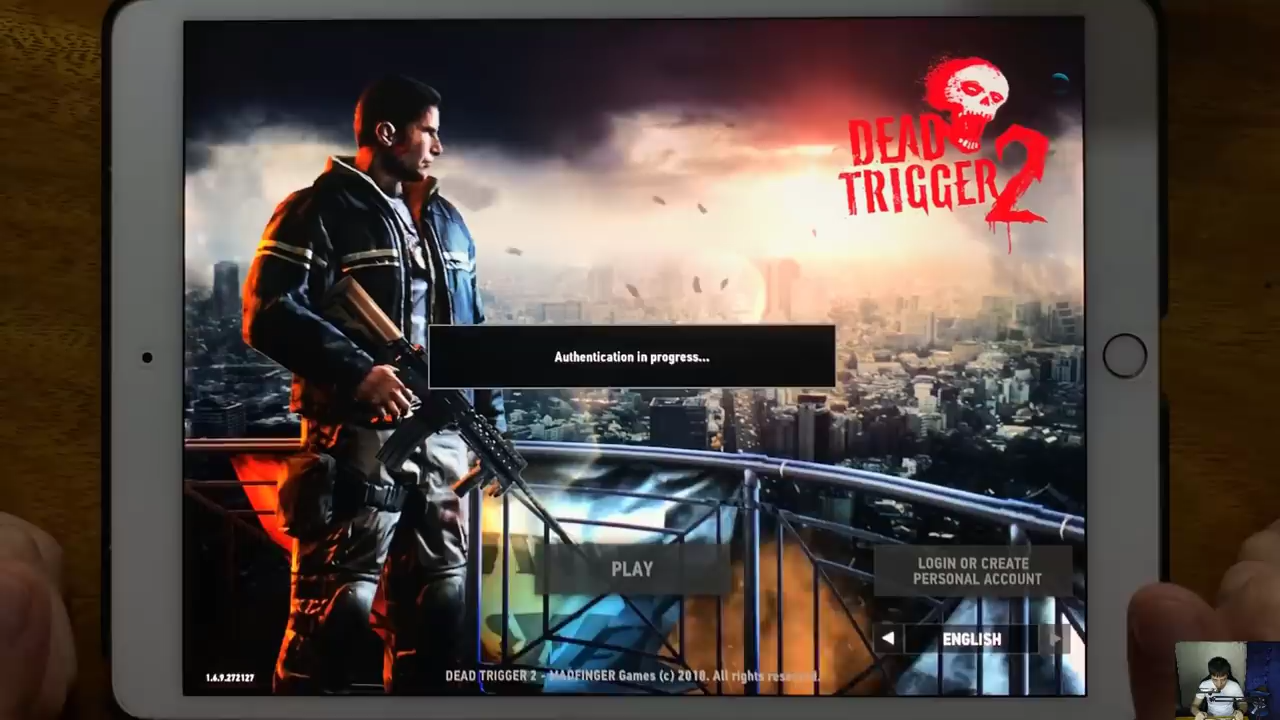 DEAD
TRIGGER 2
Authentication in progress...
PLAY
LOGIN OR CREATE
PERSONAL ACCOUNT
ENGLISH
1.6.9.272127
DEAD TRIGGER 2 - MADFINGER Games (c) 2018. All rights reserved.